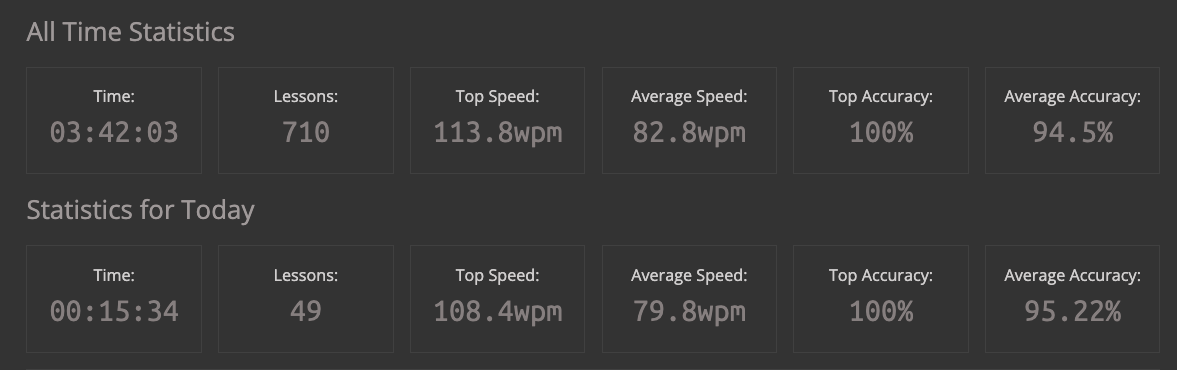 All Time Statistics
Time: Lessons: Top Speed: Average Speed: Top Accuracy: Average Accuracy:
03:42:03 710 113.8wpm 82.8wpm 100% 94.5%
Statistics for Today
Time: Lessons: Top Speed: Average Speed: Top Accuracy: Average Accuracy:
00:15:34 49 108.4wpm 79.8wpm 100% 95.22%